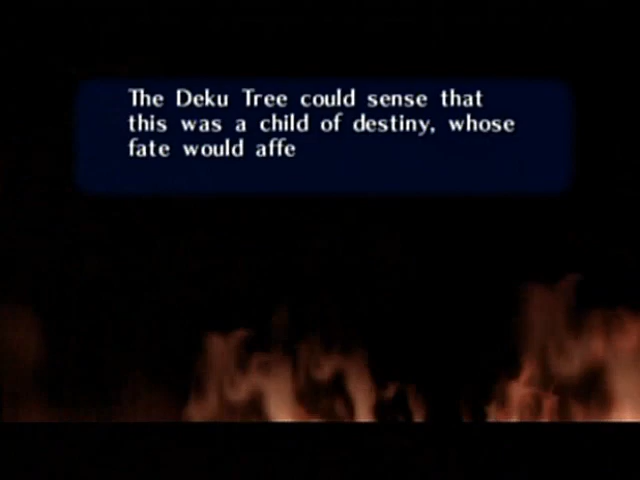 The Deku Tree could sense that
this was a child of destiny, whose
fate would affe